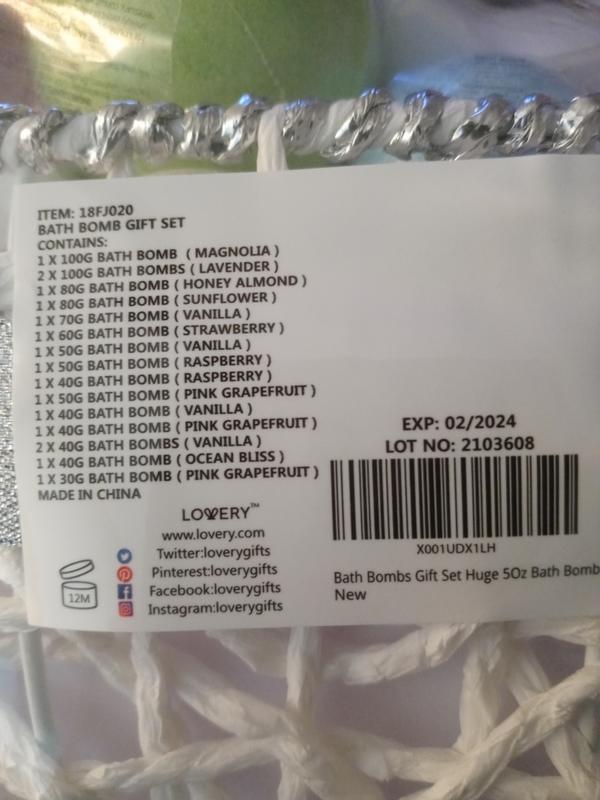 ITEM: 18FJ020
BATH BOMB GIFT SET
CONTAINS:
1 X 100G BATH BOMB ( MAGNOLIA )
2 X 100G BATH BOMBS ( LAVENDER )
1 X 80G BATH BOMB ( HONEY ALMOND )
1 X 80G BATH BOMB ( SUNFLOWER )
1 X 70G BATH BOMB ( VANILLA )
1 X 60G BATH BOMB ( STRAWBERRY )
1 X 50G BATH BOMB ( VANILLA )
1 X 50G BATH BOMB ( RASPBERRY )
1 X 40G BATH BOMB ( RASPBERRY )
1 X 50G BATH BOMB ( PINK GRAPEFRUIT )
1 X 40G BATH BOMB ( VANILLA )
1 X 40G BATH BOMB ( PINK GRAPEFRUIT )
2 X 40G BATH BOMBS ( VANILLA )
1 X 40G BATH BOMB ( OCEAN BLISS )
1 X 30G BATH BOMB ( PINK GRAPEFRUIT )
MADE IN CHINA
LOVERY™
www.lovery.com
Twitter:loverygifts
Pinterest:loverygifts
Facebook:loverygifts
Instagram:loverygifts
12M
EXP: 02/2024
LOT NO: 2103608
X001UDX1LH
Bath Bombs Gift Set Huge 5Oz Bath Bomb
New